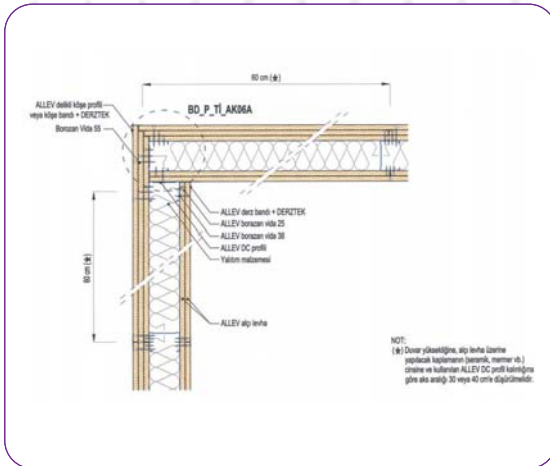 60 cm (★)
BD_P_Tİ_AK06A
ALLEV delikli köşe profili
veya köşe bandı + DERZTEK
Borozan Vida 55
ALLEV derz bandı + DERZTEK
ALLEV borazan vida 25
ALLEV borazan vida 38
ALLEV DC profili
Yalıtım malzemesi
60 cm (★)
ALLEV alçı levha
NOT:
(★) Duvar yüksekliğine, alçı levha üzerine
yapılacak kaplamanın (seramik, mermer vb.)
cinsine ve kullanılan ALLEV DC profil kalınlığına
göre aks aralığı 30 veya 40 cm'e düşürülmelidir.